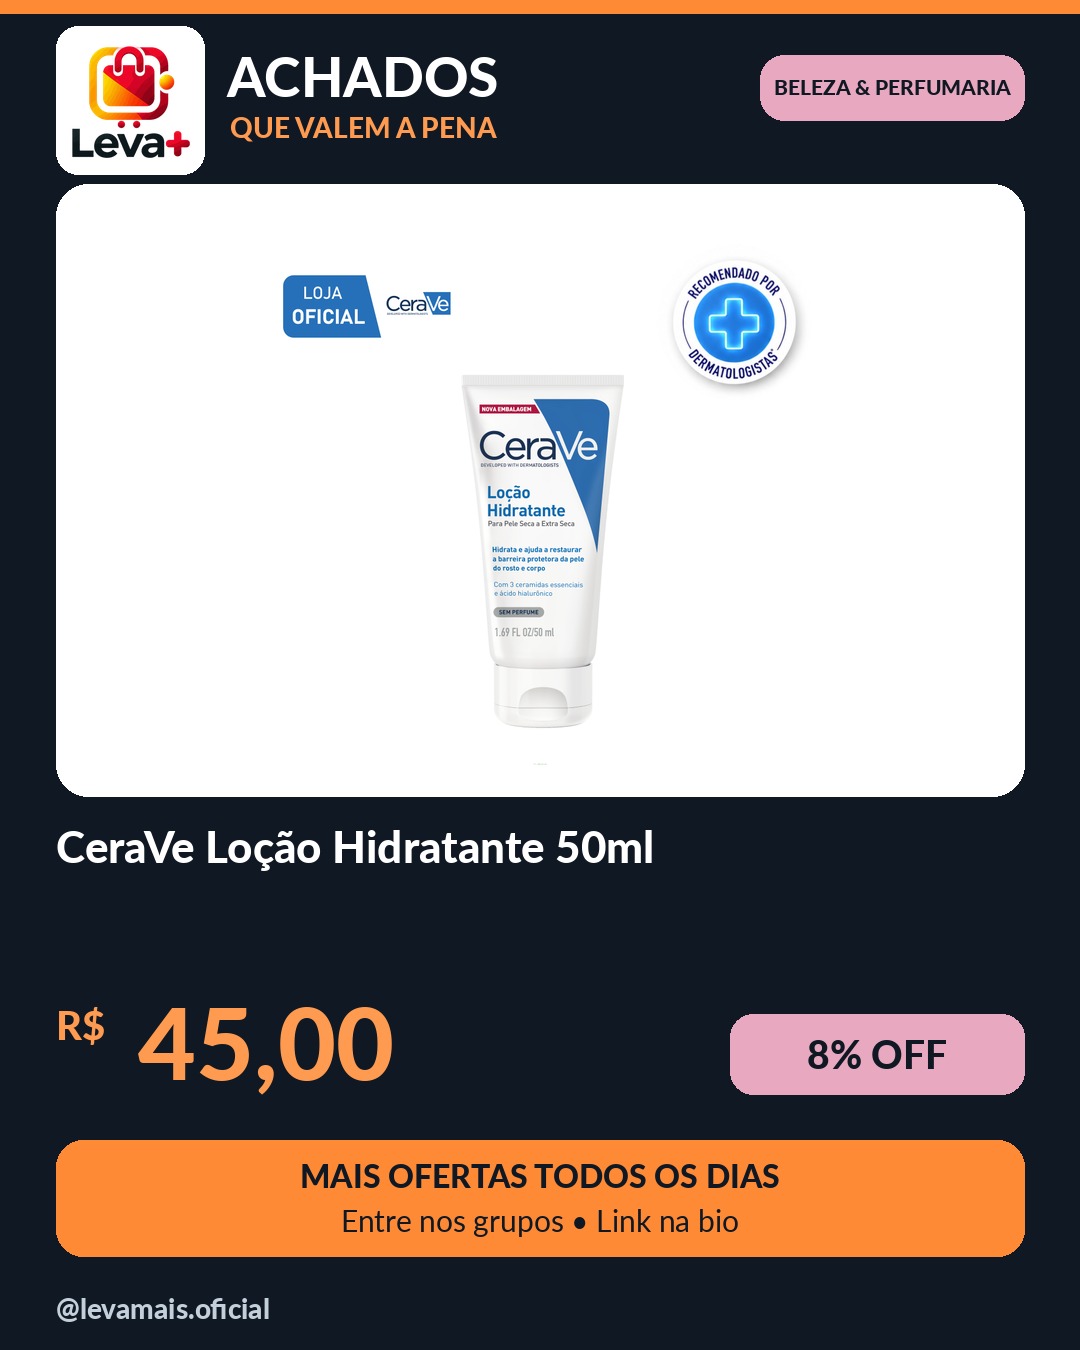 Leva+
ACHADOS
QUE VALEM A PENA
BELEZA & PERFUMARIA
LOJA
OFICIAL
CeraVe
RECOMENDADO POR
DERMATOLOGISTAS
NOVA EMBALAGEM
CeraVe
DEVELOPED WITH DERMATOLOGISTS
Loção
Hidratante
Para Pele Seca a Extra Seca
Hidrata e ajuda a restaurar
a barreira protetora da pele
do rosto e corpo
Com 3 ceramidas essenciais
e ácido hialurônico
SEM PERFUME
1.69 FL OZ/50 ml
CeraVe Loção Hidratante 50ml
R$ 45,00
8% OFF
MAIS OFERTAS TODOS OS DIAS
Entre nos grupos • Link na bio
@levamais.oficial